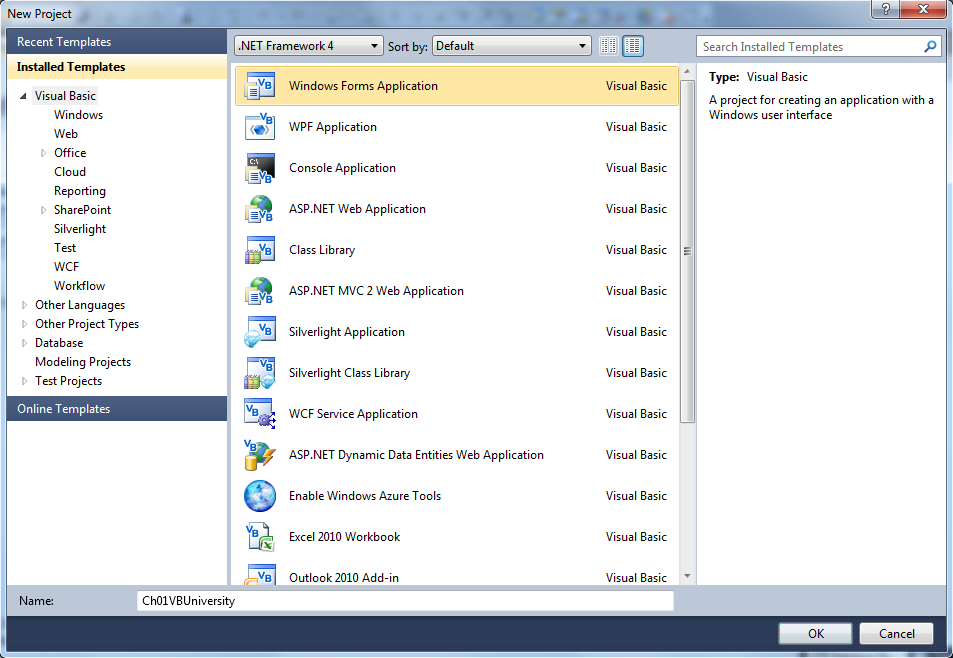 New Project
Recent Templates
Installed Templates
Visual Basic
Windows
Web
Office
Cloud
Reporting
SharePoint
Silverlight
Test
WCF
Workflow
Other Languages
Other Project Types
Database
Modeling Projects
Test Projects
Online Templates
.NET Framework 4 Sort by: Default
Windows Forms Application Visual Basic
WPF Application Visual Basic
Console Application Visual Basic
ASP.NET Web Application Visual Basic
Class Library Visual Basic
ASP.NET MVC 2 Web Application Visual Basic
Silverlight Application Visual Basic
Silverlight Class Library Visual Basic
WCF Service Application Visual Basic
ASP.NET Dynamic Data Entities Web Application Visual Basic
Enable Windows Azure Tools Visual Basic
Excel 2010 Workbook Visual Basic
Outlook 2010 Add-in Visual Basic
Search Installed Templates
Type: Visual Basic
A project for creating an application with a
Windows user interface
Name: Ch01VBUniversity
OK Cancel